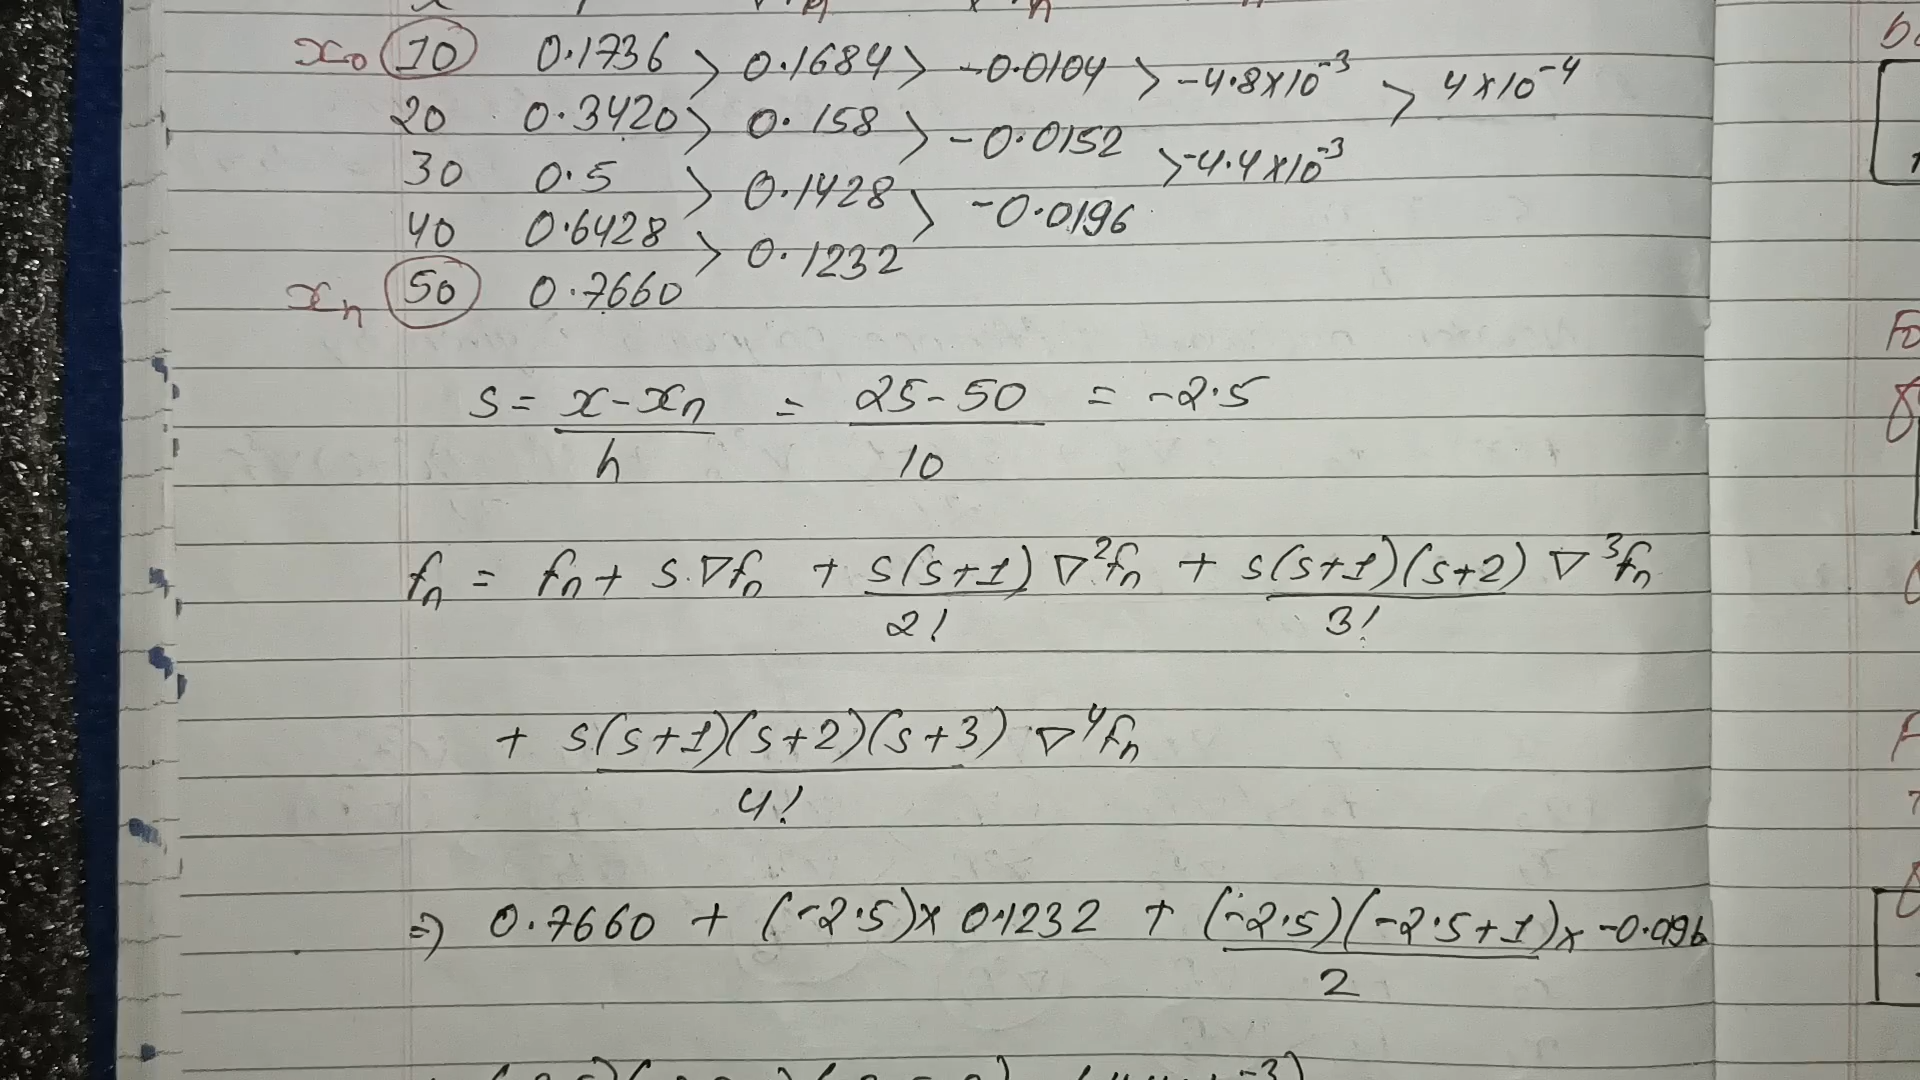 x₀ 10 0.1736 > 0.1684 > -0.0104 > -4.8×10⁻³ > 4×10⁻⁴
20 0.3420 > 0.158 > -0.0152 > -4.4×10⁻³
30 0.5 > 0.1428 > -0.0196
40 0.6428 > 0.1232
xₙ 50 0.7660
s = x-xₙ / h = 25-50 / 10 = -2.5
fₙ = fₙ + s.∇fₙ + s(s+1)/2! ∇²fₙ + s(s+1)(s+2)/3! ∇³fₙ
+ s(s+1)(s+2)(s+3)/4! ∇⁴fₙ
⇒ 0.7660 + (-2.5)× 0.1232 + (-2.5)(-2.5+1)/2 × -0.0196